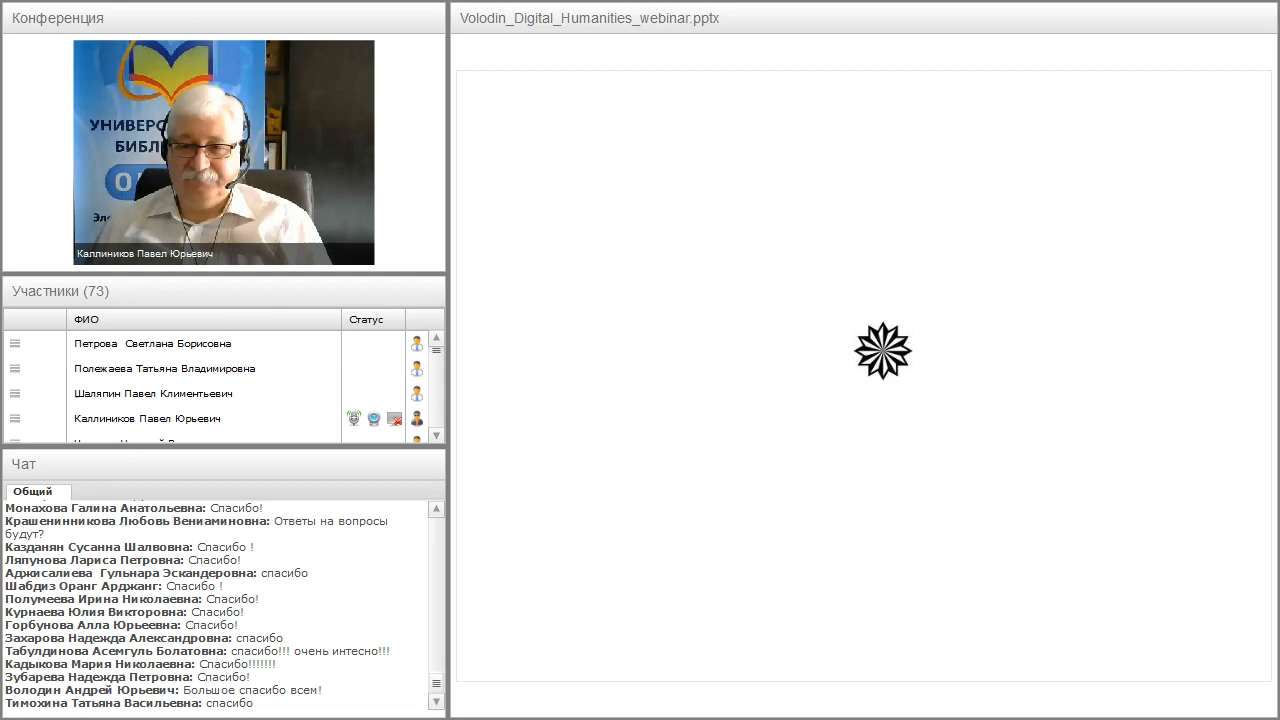 Конференция
Volodin_Digital_Humanities_webinar.pptx
УНИВЕРС
БИБЛ
Каллиников Павел Юрьевич
Участники (73)
ФИО Статус
Петрова Светлана Борисовна
Полежаева Татьяна Владимировна
Шаляпин Павел Климентьевич
Каллиников Павел Юрьевич
Чат
Общий
Монахова Галина Анатольевна: Спасибо!
Крашенинникова Любовь Вениаминовна: Ответы на вопросы
будут?
Казданян Сусанна Шалвовна: Спасибо !
Ляпунова Лариса Петровна: Спасибо!
Аджисалиева Гульнара Эскандеровна: спасибо
Шабдиз Оранг Арджанг: Спасибо !
Полумеева Ирина Николаевна: Спасибо!
Курнаева Юлия Викторовна: Спасибо!
Горбунова Алла Юрьеевна: Спасибо!
Захарова Надежда Александровна: спасибо
Табулдинова Асемгуль Болатовна: спасибо!!! очень интесно!!!
Кадыкова Мария Николаевна: Спасибо!!!!!!!
Зубарева Надежда Петровна: Спасибо!
Володин Андрей Юрьевич: Большое спасибо всем!
Тимохина Татьяна Васильевна: спасибо